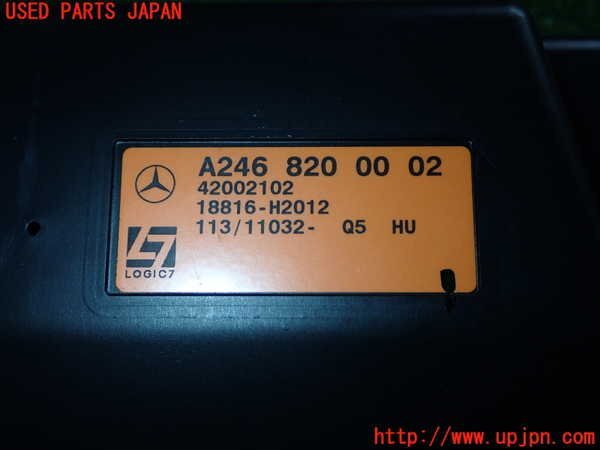 USED PARTS JAPAN
A246 820 00 02
42002102
18816-H2012
113/11032- Q5 HU
L7
LOGIC7
http://www.upjpn.com/